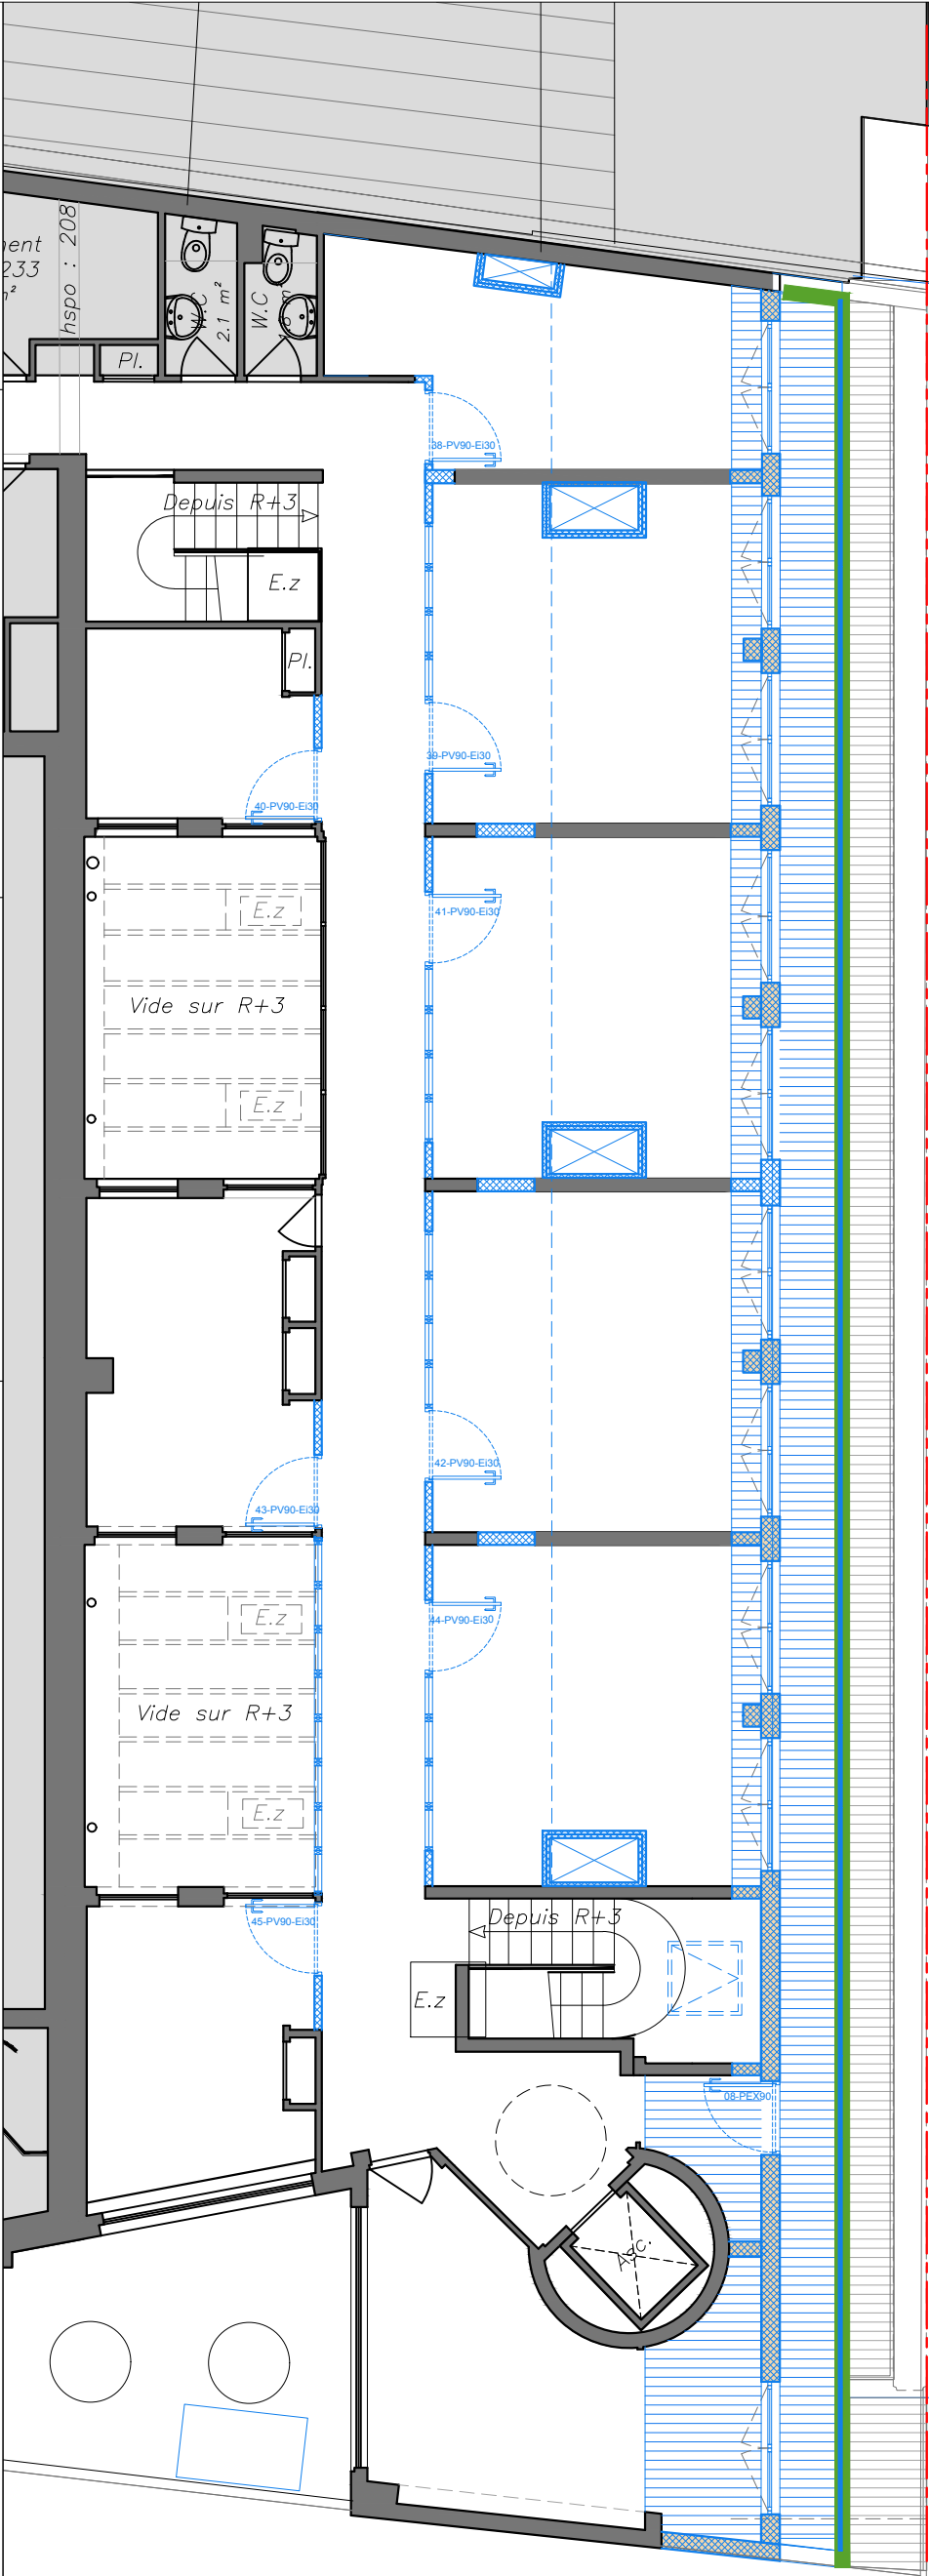 hspo : 208
233
W.C
2.1 m²
W.C
Pl.
38-PV90-Ei30
Depuis R+3
E.z
Pl.
39-PV90-Ei30
40-PV90-Ei30
E.z
41-PV90-Ei30
Vide sur R+3
E.z
42-PV90-Ei30
43-PV90-Ei30
E.z
44-PV90-Ei30
Vide sur R+3
E.z
45-PV90-Ei30
Depuis R+3
E.z
08-PEX90
Asc.